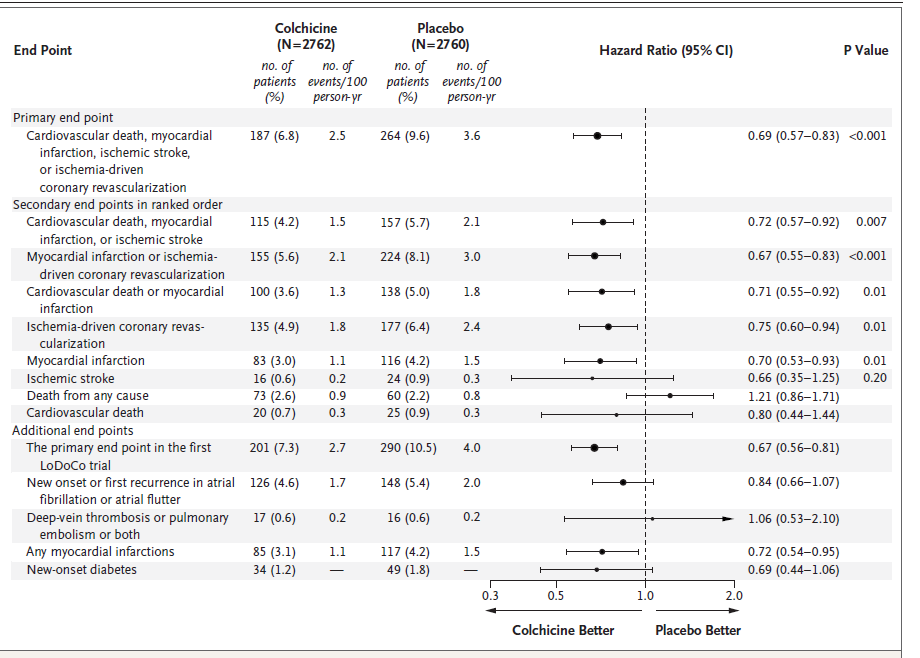 Colchicine Placebo
End Point (N=2762) (N=2760) Hazard Ratio (95% CI) P Value
no. of no. of no. of no. of
patients events/100 patients events/100
(%) person-yr (%) person-yr
Primary end point
Cardiovascular death, myocardial 187 (6.8) 2.5 264 (9.6) 3.6 0.69 (0.57–0.83) <0.001
infarction, ischemic stroke,
or ischemia-driven
coronary revascularization
Secondary end points in ranked order
Cardiovascular death, myocardial 115 (4.2) 1.5 157 (5.7) 2.1 0.72 (0.57–0.92) 0.007
infarction, or ischemic stroke
Myocardial infarction or ischemia- 155 (5.6) 2.1 224 (8.1) 3.0 0.67 (0.55–0.83) <0.001
driven coronary revascularization
Cardiovascular death or myocardial 100 (3.6) 1.3 138 (5.0) 1.8 0.71 (0.55–0.92) 0.01
infarction
Ischemia-driven coronary revas- 135 (4.9) 1.8 177 (6.4) 2.4 0.75 (0.60–0.94) 0.01
cularization
Myocardial infarction 83 (3.0) 1.1 116 (4.2) 1.5 0.70 (0.53–0.93) 0.01
Ischemic stroke 16 (0.6) 0.2 24 (0.9) 0.3 0.66 (0.35–1.25) 0.20
Death from any cause 73 (2.6) 0.9 60 (2.2) 0.8 1.21 (0.86–1.71)
Cardiovascular death 20 (0.7) 0.3 25 (0.9) 0.3 0.80 (0.44–1.44)
Additional end points
The primary end point in the first 201 (7.3) 2.7 290 (10.5) 4.0 0.67 (0.56–0.81)
LoDoCo trial
New onset or first recurrence in atrial 126 (4.6) 1.7 148 (5.4) 2.0 0.84 (0.66–1.07)
fibrillation or atrial flutter
Deep-vein thrombosis or pulmonary 17 (0.6) 0.2 16 (0.6) 0.2 1.06 (0.53–2.10)
embolism or both
Any myocardial infarctions 85 (3.1) 1.1 117 (4.2) 1.5 0.72 (0.54–0.95)
New-onset diabetes 34 (1.2) — 49 (1.8) — 0.69 (0.44–1.06)
0.3 0.5 1.0 2.0
Colchicine Better Placebo Better